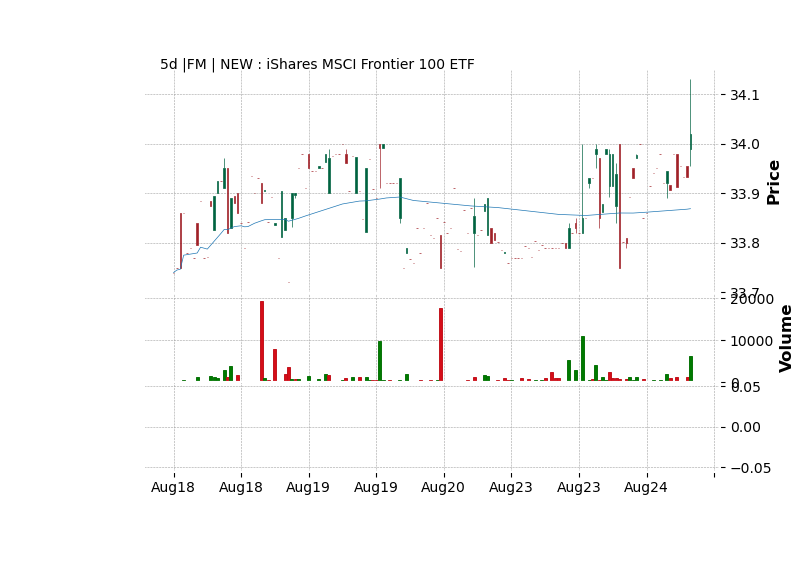 5d |FM | NEW : iShares MSCI Frontier 100 ETF
34.1
34.0
33.9
33.8
33.7
Price
20000
10000
0
Volume
0.05
0.00
−0.05
Aug18 Aug18 Aug19 Aug19 Aug20 Aug23 Aug23 Aug24